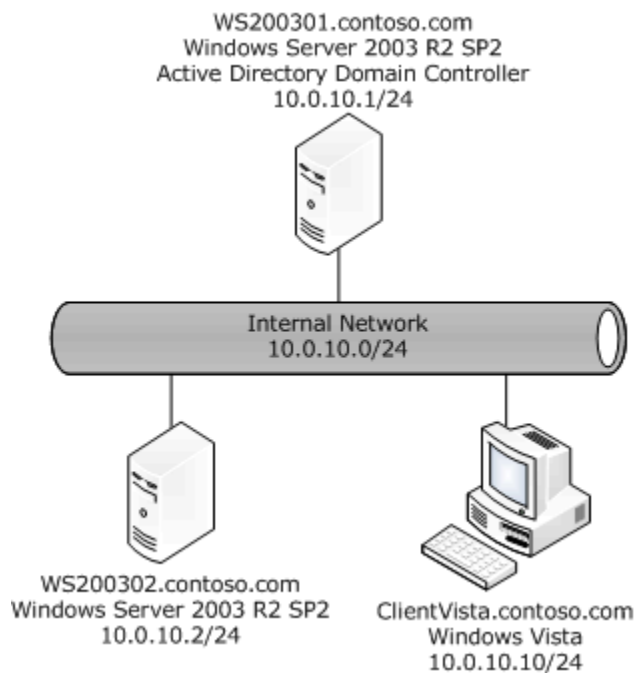 WS200301.contoso.com
Windows Server 2003 R2 SP2
Active Directory Domain Controller
10.0.10.1/24
Internal Network
10.0.10.0/24
WS200302.contoso.com
Windows Server 2003 R2 SP2
10.0.10.2/24
ClientVista.contoso.com
Windows Vista
10.0.10.10/24